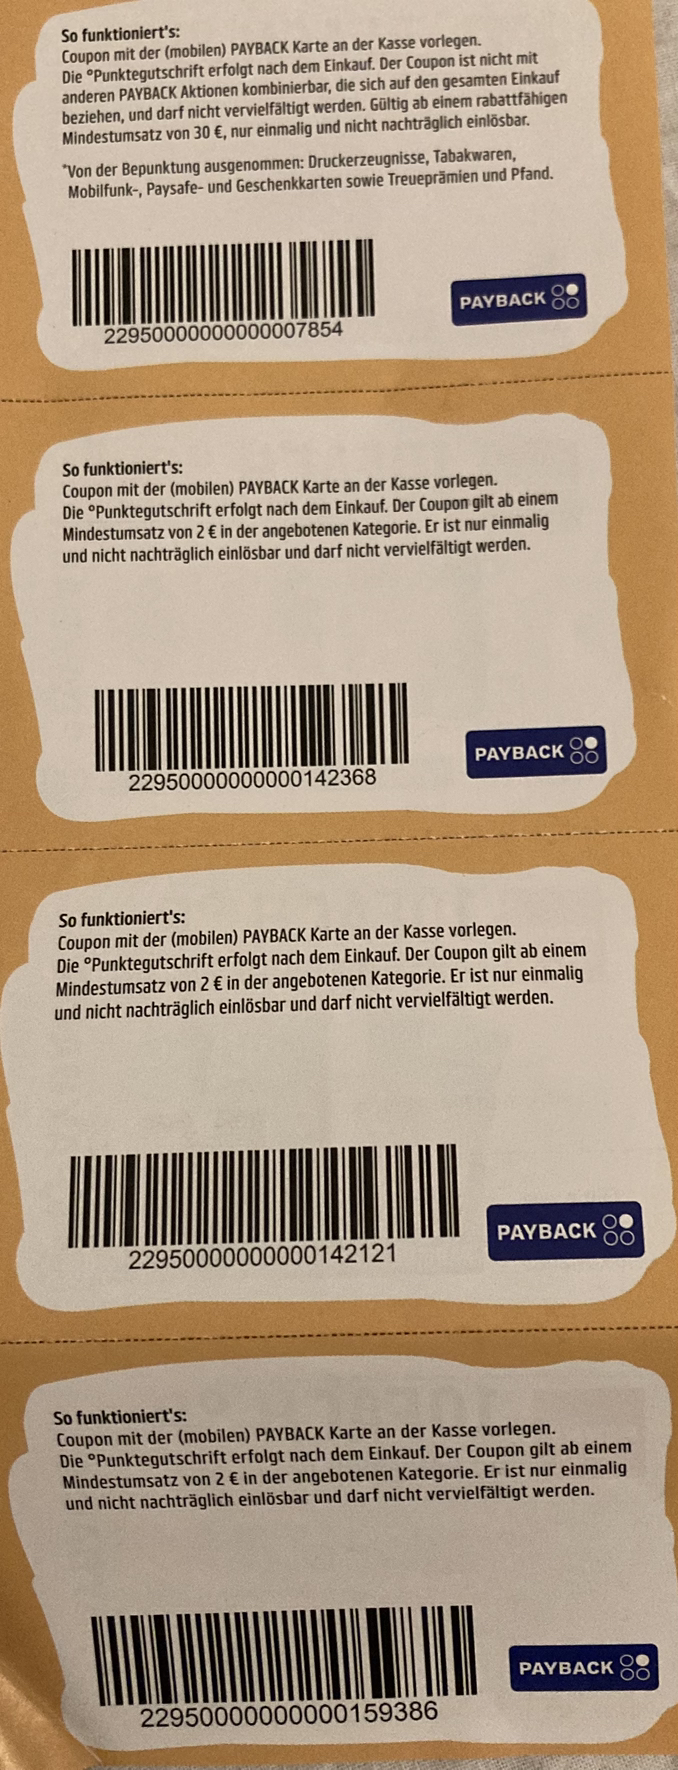 So funktioniert's:
Coupon mit der (mobilen) PAYBACK Karte an der Kasse vorlegen.
Die °Punktegutschrift erfolgt nach dem Einkauf. Der Coupon ist nicht mit
anderen PAYBACK Aktionen kombinierbar, die sich auf den gesamten Einkauf
beziehen, und darf nicht vervielfältigt werden. Gültig ab einem rabattfähigen
Mindestumsatz von 30 €, nur einmalig und nicht nachträglich einlösbar.
*Von der Bepunktung ausgenommen: Druckerzeugnisse, Tabakwaren,
Mobilfunk-, Paysafe- und Geschenkkarten sowie Treueprämien und Pfand.
PAYBACK
22950000000000007854
So funktioniert's:
Coupon mit der (mobilen) PAYBACK Karte an der Kasse vorlegen.
Die °Punktegutschrift erfolgt nach dem Einkauf. Der Coupon gilt ab einem
Mindestumsatz von 2 € in der angebotenen Kategorie. Er ist nur einmalig
und nicht nachträglich einlösbar und darf nicht vervielfältigt werden.
PAYBACK
22950000000000142368
So funktioniert's:
Coupon mit der (mobilen) PAYBACK Karte an der Kasse vorlegen.
Die °Punktegutschrift erfolgt nach dem Einkauf. Der Coupon gilt ab einem
Mindestumsatz von 2 € in der angebotenen Kategorie. Er ist nur einmalig
und nicht nachträglich einlösbar und darf nicht vervielfältigt werden.
PAYBACK
22950000000000142121
So funktioniert's:
Coupon mit der (mobilen) PAYBACK Karte an der Kasse vorlegen.
Die °Punktegutschrift erfolgt nach dem Einkauf. Der Coupon gilt ab einem
Mindestumsatz von 2 € in der angebotenen Kategorie. Er ist nur einmalig
und nicht nachträglich einlösbar und darf nicht vervielfältigt werden.
PAYBACK
22950000000000159386